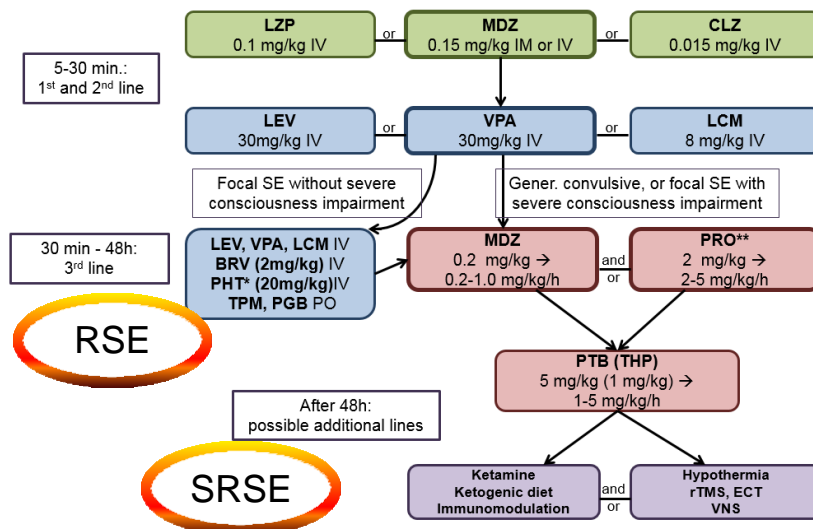 LZP
0.1 mg/kg IV
or
MDZ
0.15 mg/kg IM or IV
or
CLZ
0.015 mg/kg IV
5-30 min.:
1st and 2nd line
LEV
30mg/kg IV
or
VPA
30mg/kg IV
or
LCM
8 mg/kg IV
Focal SE without severe
consciousness impairment
Gener. convulsive, or focal SE with
severe consciousness impairment
30 min - 48h:
3rd line
LEV, VPA, LCM IV
BRV (2mg/kg) IV
PHT* (20mg/kg)IV
TPM, PGB PO
MDZ
0.2 mg/kg →
0.2-1.0 mg/kg/h
and
or
PRO**
2 mg/kg →
2-5 mg/kg/h
RSE
PTB (THP)
5 mg/kg (1 mg/kg) →
1-5 mg/kg/h
After 48h:
possible additional lines
SRSE
Ketamine
Ketogenic diet
Immunomodulation
and
or
Hypothermia
rTMS, ECT
VNS